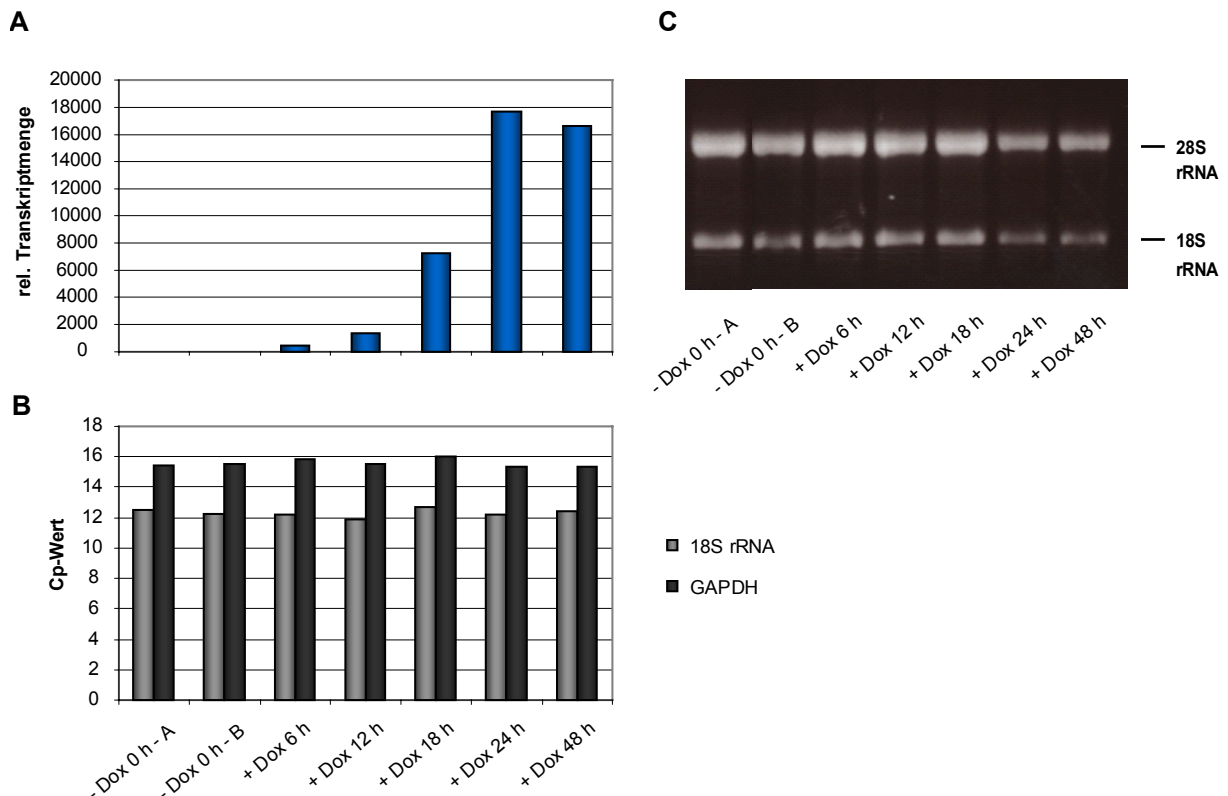 A
C
20000
18000
16000
14000
12000
10000
8000
6000
4000
2000
0
rel. Transkriptmenge
28S
rRNA
18S
rRNA
- Dox 0 h - A
- Dox 0 h - B
+ Dox 6 h
+ Dox 12 h
+ Dox 18 h
+ Dox 24 h
+ Dox 48 h
B
18
16
14
12
10
8
6
4
2
0
Cp-Wert
- Dox 0 h - A
- Dox 0 h - B
+ Dox 6 h
+ Dox 12 h
+ Dox 18 h
+ Dox 24 h
+ Dox 48 h
18S rRNA
GAPDH